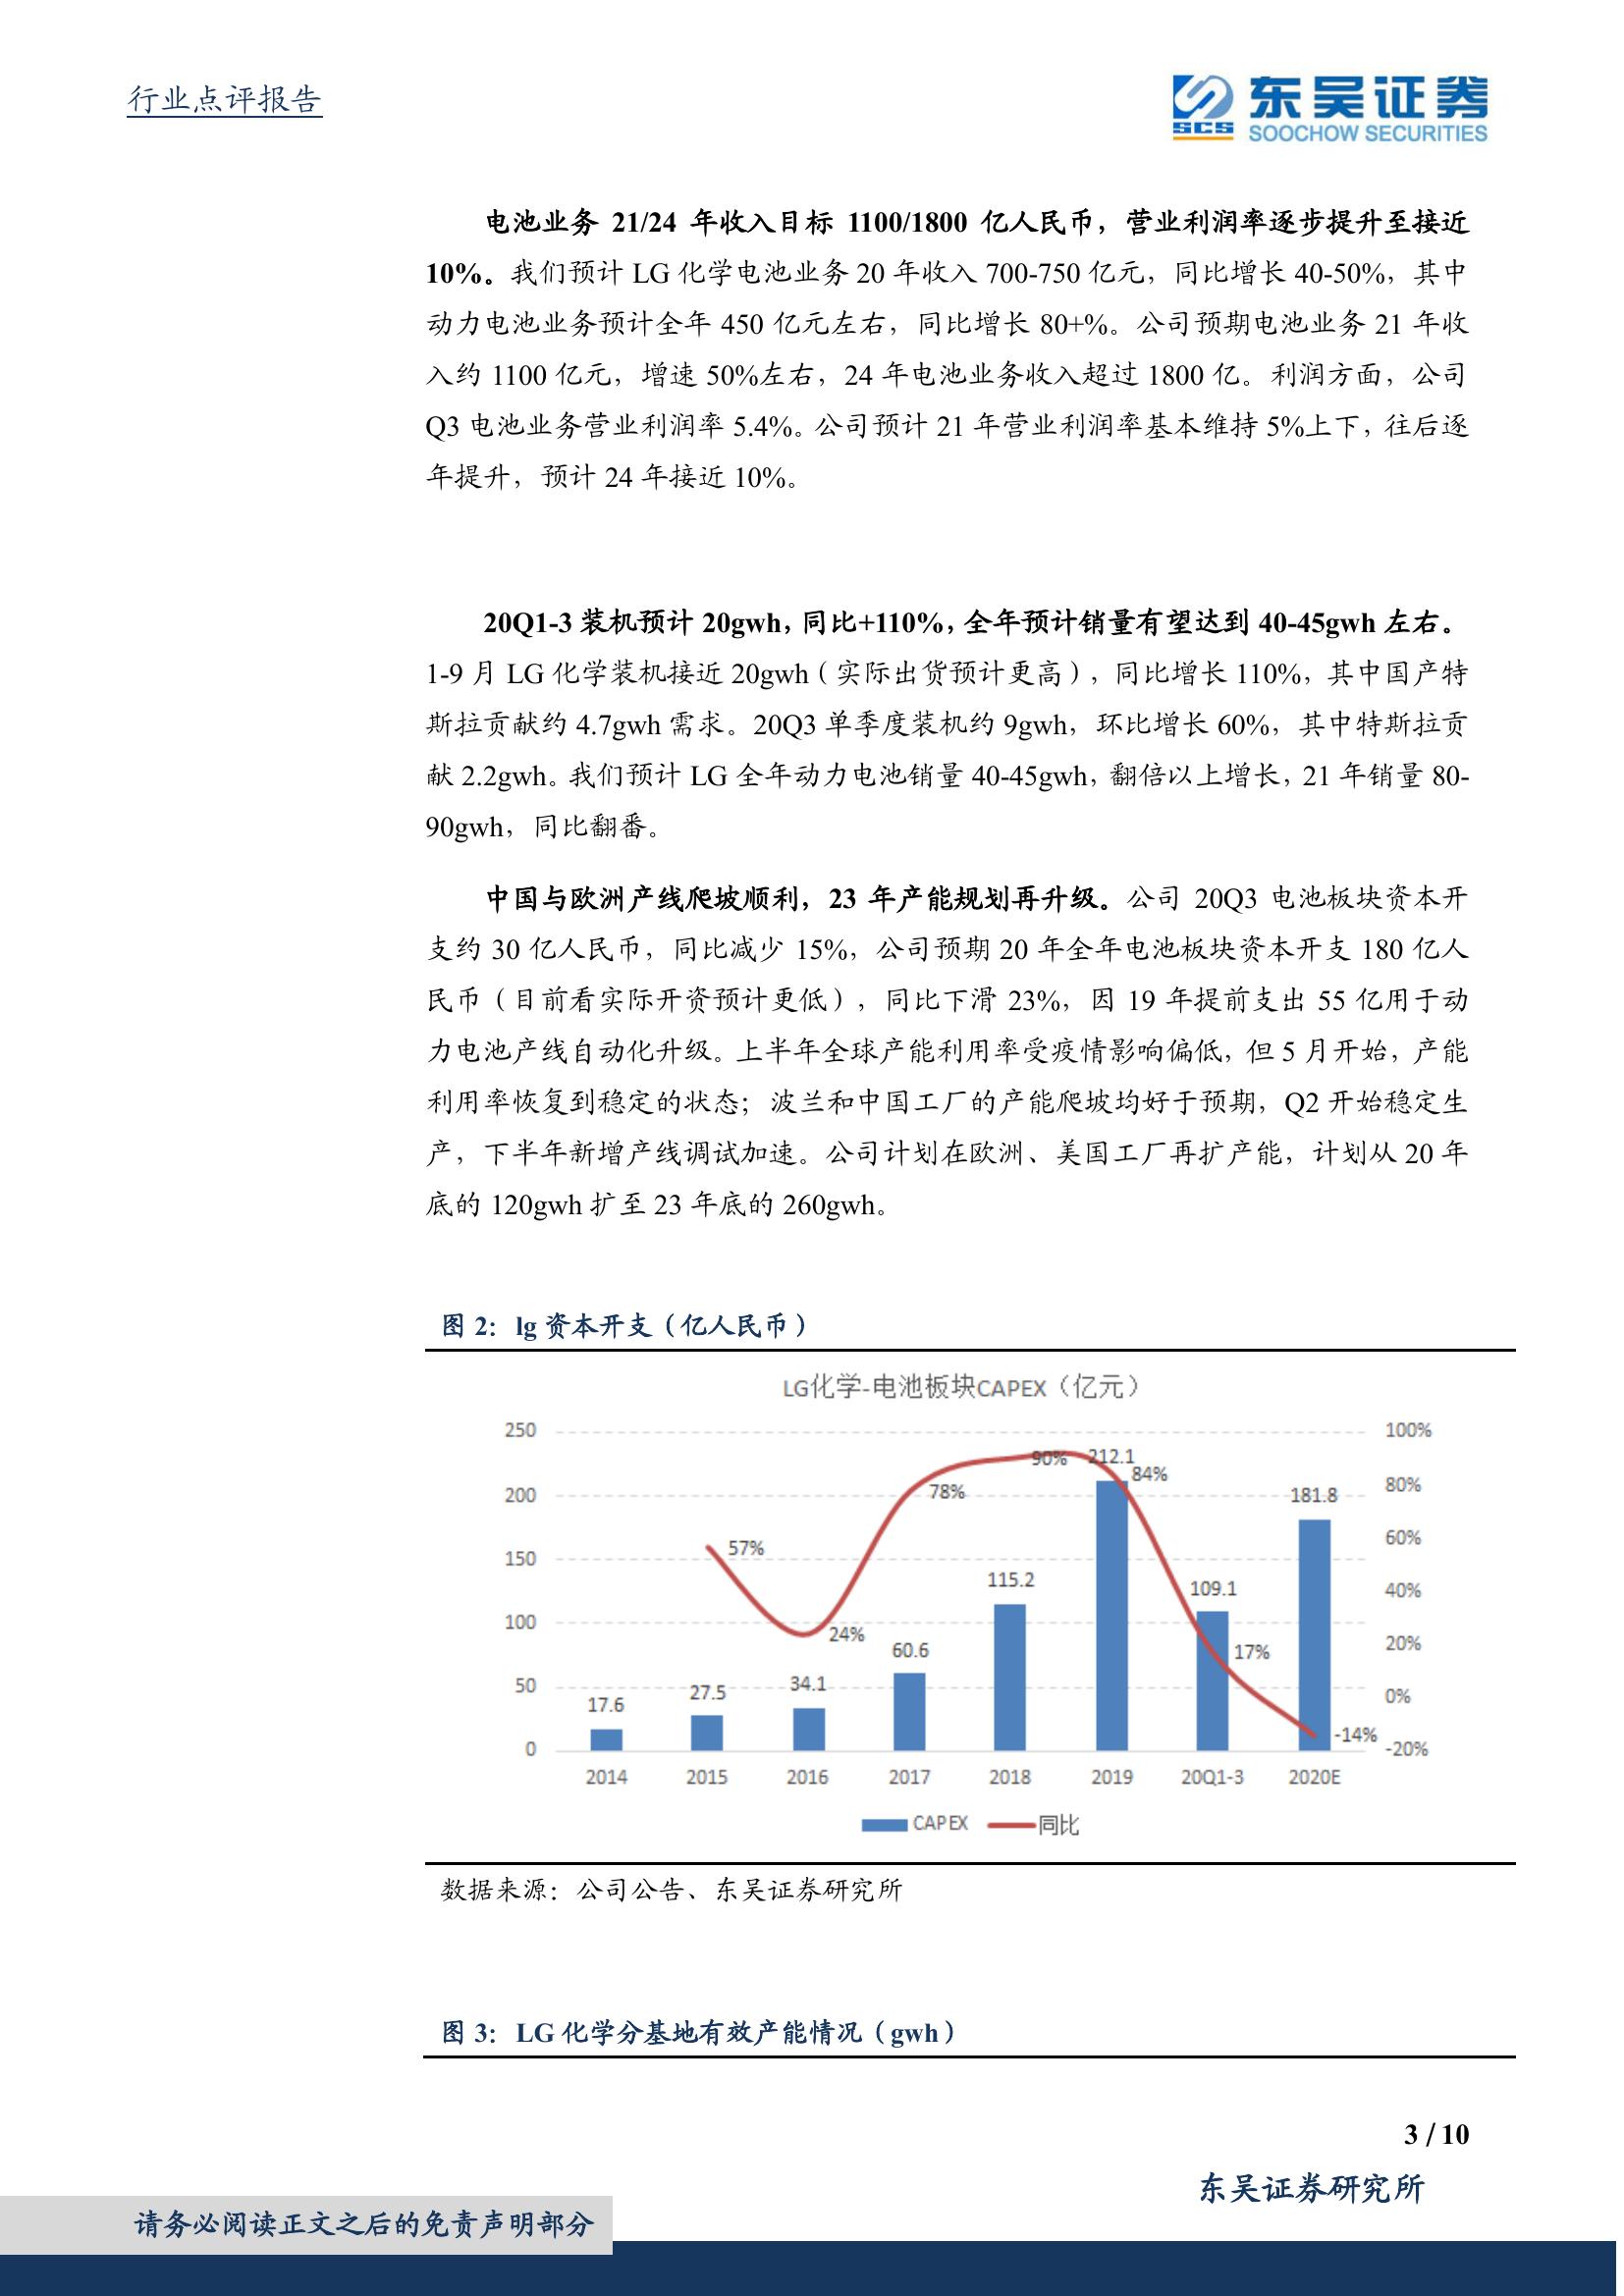 行业点评报告
SCS
东吴证券
SOOCHOW SECURITIES
电池业务 21/24 年收入目标 1100/1800 亿人民币，营业利润率逐步提升至接近
10%。我们预计 LG 化学电池业务 20 年收入 700-750 亿元，同比增长 40-50%，其中
动力电池业务预计全年 450 亿元左右，同比增长 80+%。公司预期电池业务 21 年收
入约 1100 亿元，增速 50%左右，24 年电池业务收入超过 1800 亿。利润方面，公司
Q3 电池业务营业利润率 5.4%。公司预计 21 年营业利润率基本维持 5%上下，往后逐
年提升，预计 24 年接近 10%。
20Q1-3 装机预计 20gwh，同比+110%，全年预计销量有望达到 40-45gwh 左右。
1-9 月 LG 化学装机接近 20gwh（实际出货预计更高），同比增长 110%，其中国产特
斯拉贡献约 4.7gwh 需求。20Q3 单季度装机约 9gwh，环比增长 60%，其中特斯拉贡
献 2.2gwh。我们预计 LG 全年动力电池销量 40-45gwh，翻倍以上增长，21 年销量 80-
90gwh，同比翻番。
中国与欧洲产线爬坡顺利，23 年产能规划再升级。公司 20Q3 电池板块资本开
支约 30 亿人民币，同比减少 15%，公司预期 20 年全年电池板块资本开支 180 亿人
民币（目前看实际开资预计更低），同比下滑 23%，因 19 年提前支出 55 亿用于动
力电池产线自动化升级。上半年全球产能利用率受疫情影响偏低，但 5 月开始，产能
利用率恢复到稳定的状态；波兰和中国工厂的产能爬坡均好于预期，Q2 开始稳定生
产，下半年新增产线调试加速。公司计划在欧洲、美国工厂再扩产能，计划从 20 年
底的 120gwh 扩至 23 年底的 260gwh。
图 2：lg 资本开支（亿人民币）
LG化学-电池板块CAPEX（亿元）
250
200
150
100
50
0
100%
80%
60%
40%
20%
0%
-20%
17.6
27.5
34.1
60.6
115.2
212.1
109.1
181.8
57%
24%
78%
90%
84%
17%
-14%
2014 2015 2016 2017 2018 2019 20Q1-3 2020E
CAPEX 同比
数据来源：公司公告、东吴证券研究所
图 3：LG 化学分基地有效产能情况（gwh）
3 / 10
东吴证券研究所
请务必阅读正文之后的免责声明部分